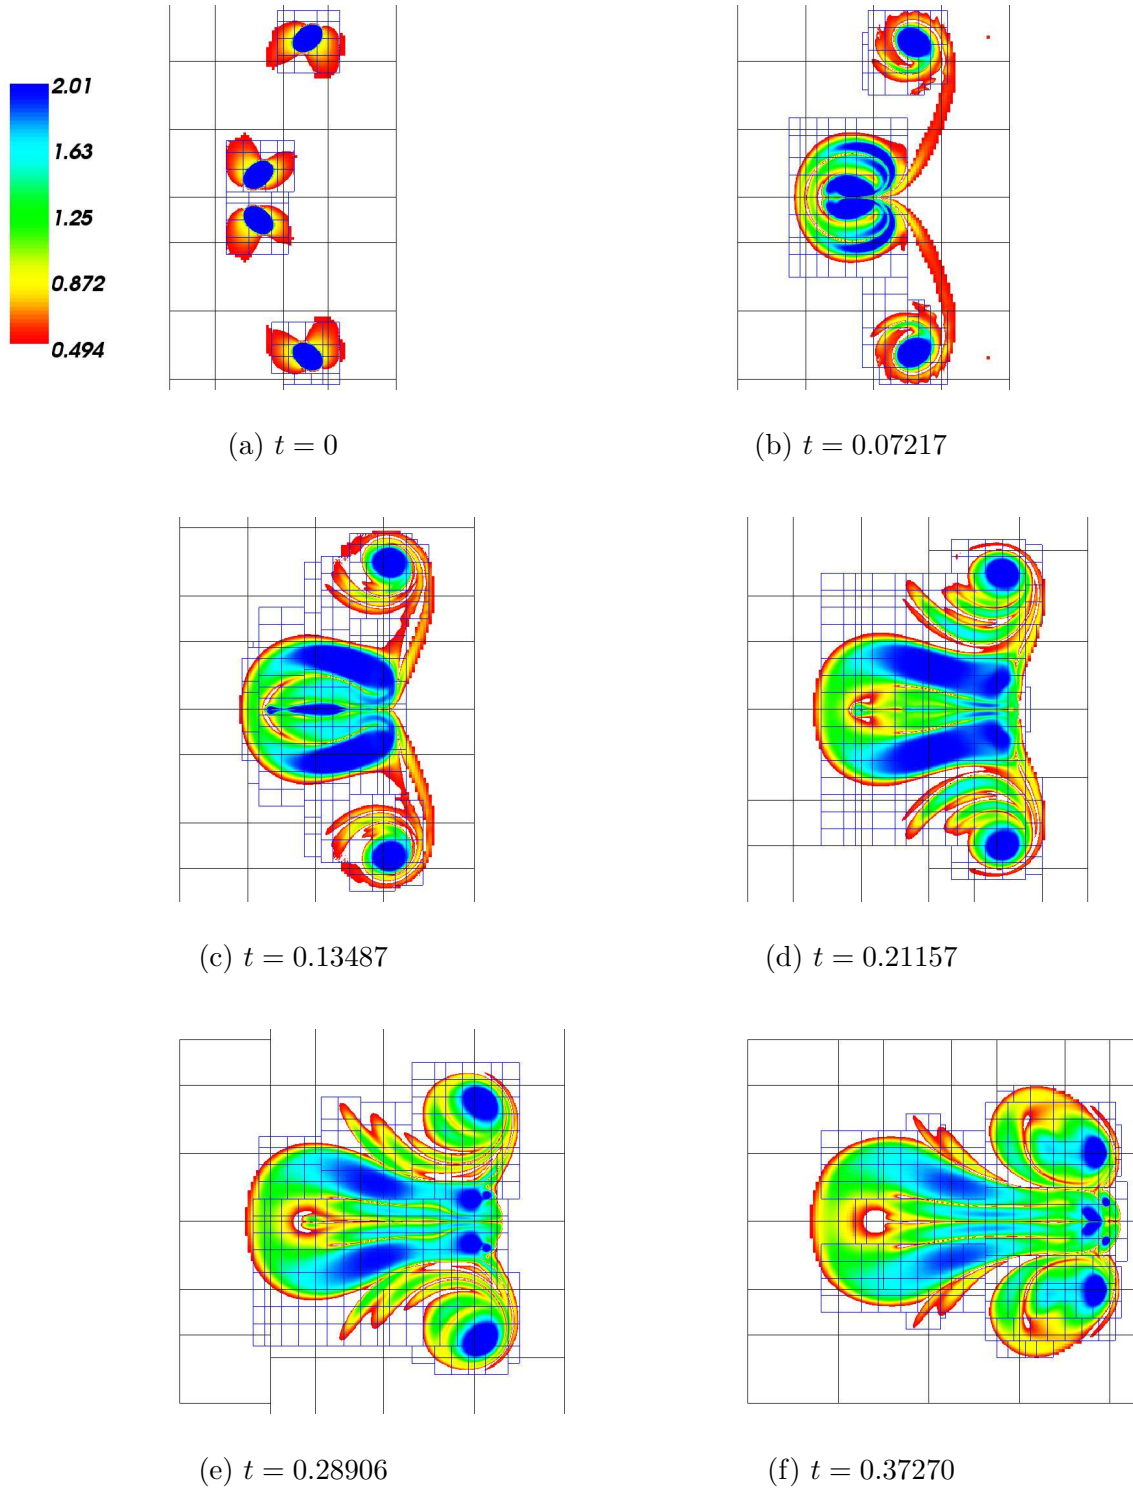 2.01
1.63
1.25
0.872
0.494
(a) t = 0
(b) t = 0.07217
(c) t = 0.13487
(d) t = 0.21157
(e) t = 0.28906
(f) t = 0.37270